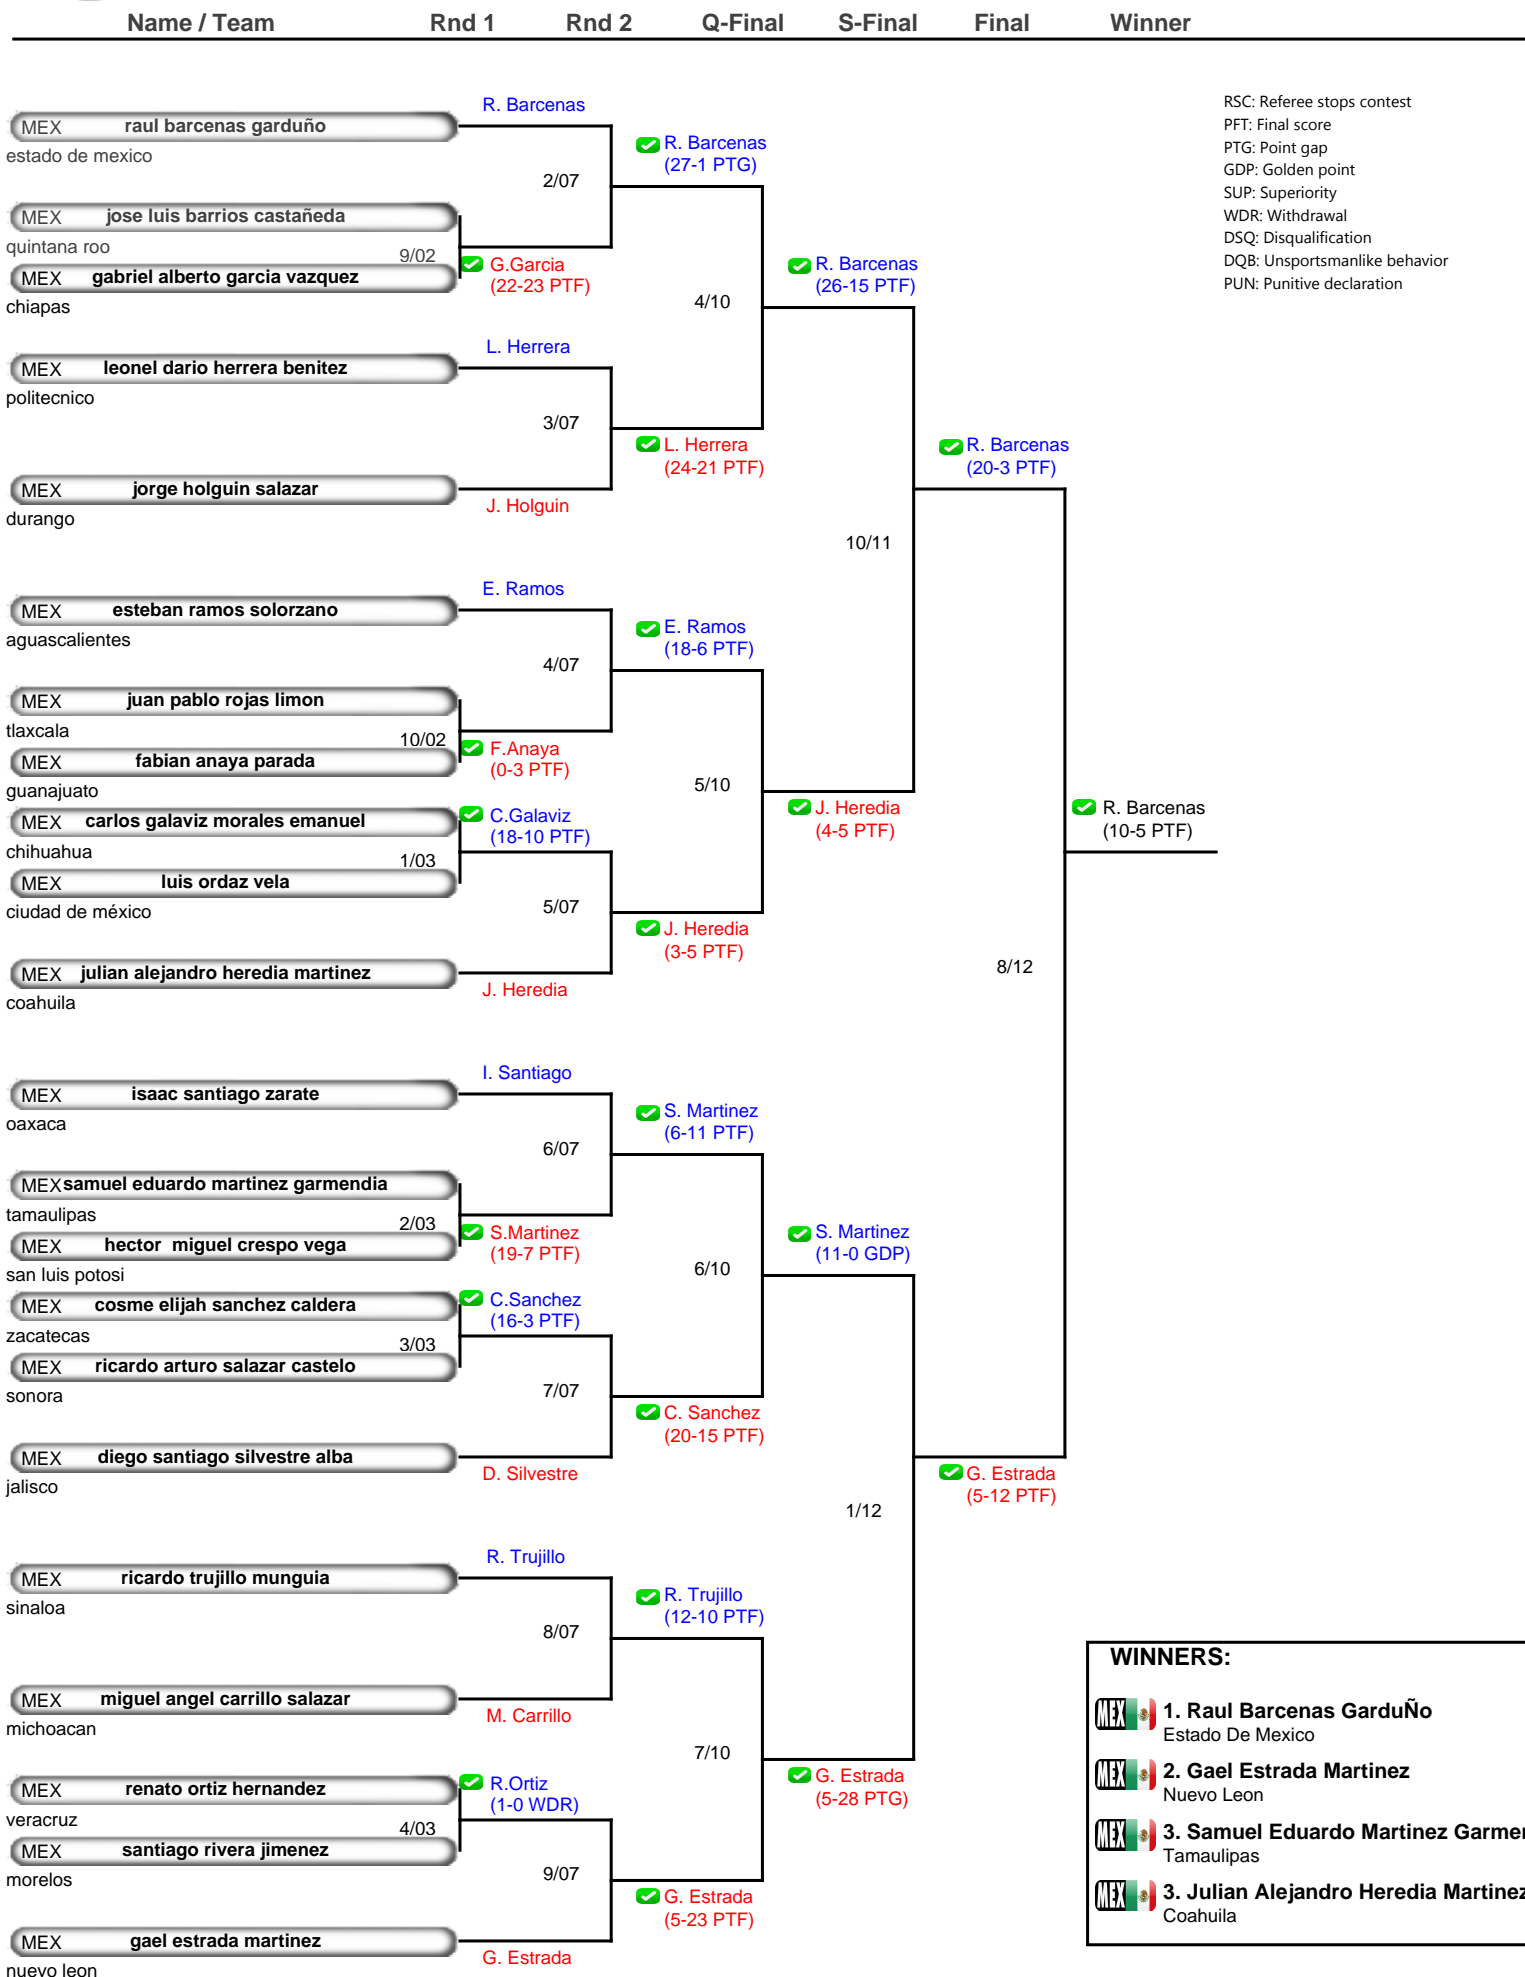 Name / Team Rnd 1 Rnd 2 Q-Final S-Final Final Winner
RSC: Referee stops contest
PFT: Final score
PTG: Point gap
GDP: Golden point
SUP: Superiority
WDR: Withdrawal
DSQ: Disqualification
DQB: Unsportsmanlike behavior
PUN: Punitive declaration
R. Barcenas
MEX raul barcenas garduño
estado de mexico
R. Barcenas
(27-1 PTG)
2/07
MEX jose luis barrios castañeda
quintana roo
9/02
MEX gabriel alberto garcia vazquez
chiapas
G.Garcia
(22-23 PTF)
R. Barcenas
(26-15 PTF)
4/10
L. Herrera
MEX leonel dario herrera benitez
politecnico
3/07
L. Herrera
(24-21 PTF)
R. Barcenas
(20-3 PTF)
MEX jorge holguin salazar
durango
J. Holguin
10/11
E. Ramos
MEX esteban ramos solorzano
aguascalientes
E. Ramos
(18-6 PTF)
4/07
MEX juan pablo rojas limon
tlaxcala
10/02
MEX fabian anaya parada
guanajuato
F.Anaya
(0-3 PTF)
5/10
MEX carlos galaviz morales emanuel
chihuahua
C.Galaviz
(18-10 PTF)
J. Heredia
(4-5 PTF)
R. Barcenas
(10-5 PTF)
1/03
MEX luis ordaz vela
ciudad de méxico
5/07
J. Heredia
(3-5 PTF)
8/12
MEX julian alejandro heredia martinez
coahuila
J. Heredia
I. Santiago
MEX isaac santiago zarate
oaxaca
S. Martinez
(6-11 PTF)
6/07
MEX samuel eduardo martinez garmendia
tamaulipas
2/03
MEX hector miguel crespo vega
san luis potosi
S.Martinez
(19-7 PTF)
S. Martinez
(11-0 GDP)
6/10
MEX cosme elijah sanchez caldera
zacatecas
C.Sanchez
(16-3 PTF)
3/03
MEX ricardo arturo salazar castelo
sonora
7/07
C. Sanchez
(20-15 PTF)
MEX diego santiago silvestre alba
jalisco
D. Silvestre
G. Estrada
(5-12 PTF)
1/12
R. Trujillo
MEX ricardo trujillo munguia
sinaloa
R. Trujillo
(12-10 PTF)
8/07
MEX miguel angel carrillo salazar
michoacan
M. Carrillo
7/10
G. Estrada
(5-28 PTG)
MEX renato ortiz hernandez
veracruz
R.Ortiz
(1-0 WDR)
4/03
MEX santiago rivera jimenez
morelos
9/07
G. Estrada
(5-23 PTF)
MEX gael estrada martinez
nuevo leon
G. Estrada
WINNERS:
MEX 1. Raul Barcenas GarduÑo
Estado De Mexico
MEX 2. Gael Estrada Martinez
Nuevo Leon
MEX 3. Samuel Eduardo Martinez Garme
Tamaulipas
MEX 3. Julian Alejandro Heredia Martinez
Coahuila